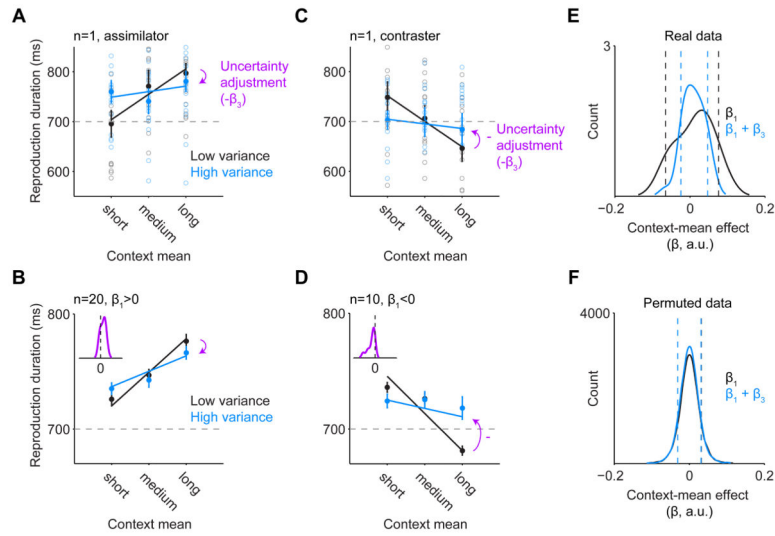 A
n=1, assimilator
Reproduction duration (ms)
800
700
600
Uncertainty
adjustment
(-β3)
Low variance
High variance
short
medium
long
Context mean
C
n=1, contraster
800
700
600
-
Uncertainty
adjustment
(-β3)
short
medium
long
Context mean
E
Real data
3
Count
β1
β1 + β3
-0.2
0
0.2
Context-mean effect
(β, a.u.)
B
n=20, β1>0
Reproduction duration (ms)
800
700
0
Low variance
High variance
short
medium
long
Context mean
D
n=10, β1<0
800
700
0
-
short
medium
long
Context mean
F
Permuted data
4000
Count
β1
β1 + β3
-0.2
0
0.2
Context-mean effect
(β, a.u.)